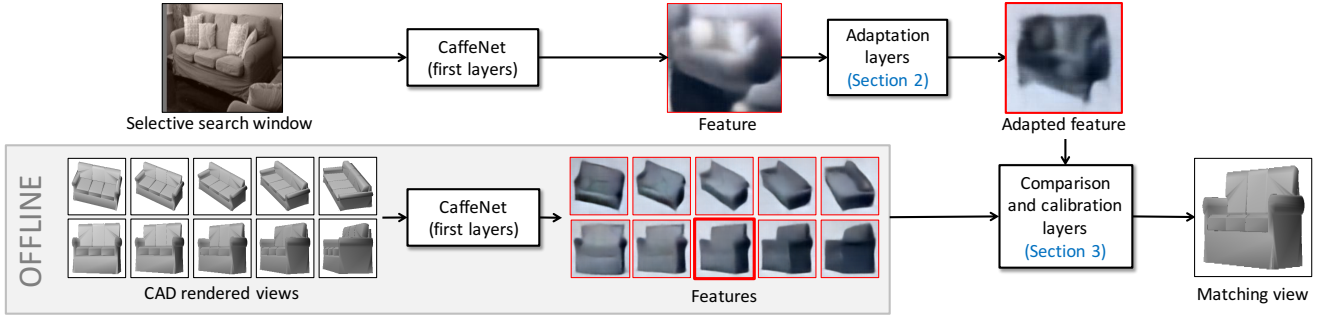 CaffeNet
(first layers)
Adaptation
layers
(Section 2)
Selective search window
Feature
Adapted feature
OFFLINE
CaffeNet
(first layers)
Comparison
and calibration
layers
(Section 3)
CAD rendered views
Features
Matching view